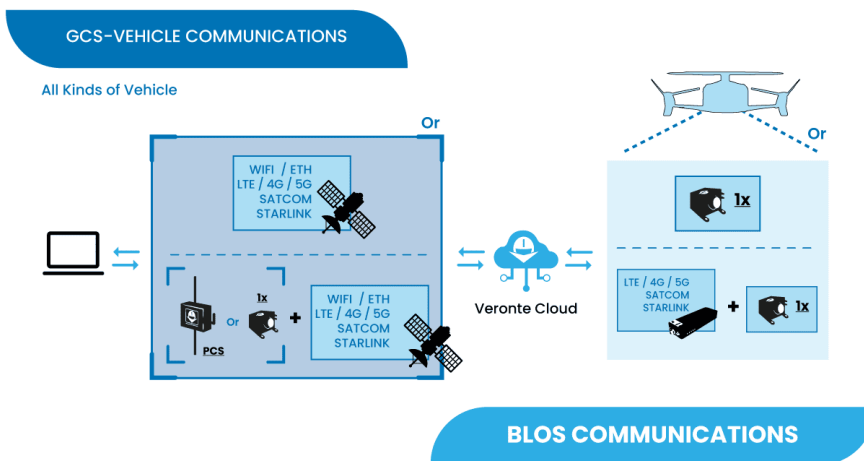 GCS-VEHICLE COMMUNICATIONS
All Kinds of Vehicle
Or
WIFI / ETH
LTE / 4G / 5G
SATCOM
STARLINK
1x
Or
PCS
+
WIFI / ETH
LTE / 4G / 5G
SATCOM
STARLINK
Veronte Cloud
Or
1x
LTE / 4G / 5G
SATCOM
STARLINK
+
1x
BLOS COMMUNICATIONS